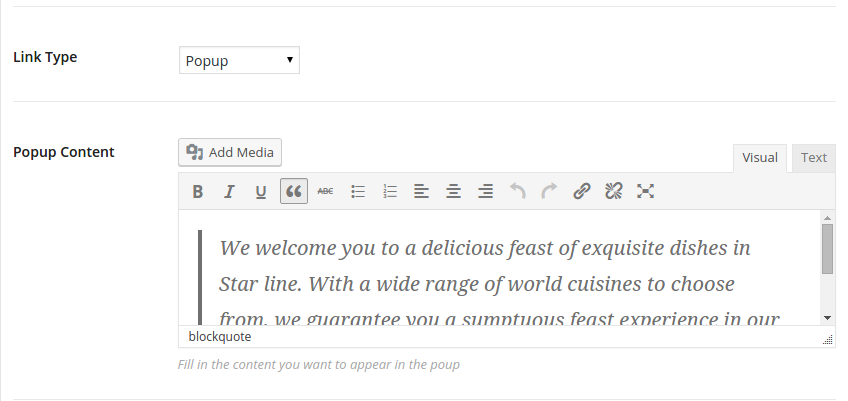 Link Type
Popup
Popup Content
Add Media
Visual Text
B I U ABC
We welcome you to a delicious feast of exquisite dishes in
Star line. With a wide range of world cuisines to choose
from, we guarantee you a sumptuous feast experience in our
blockquote
Fill in the content you want to appear in the poup